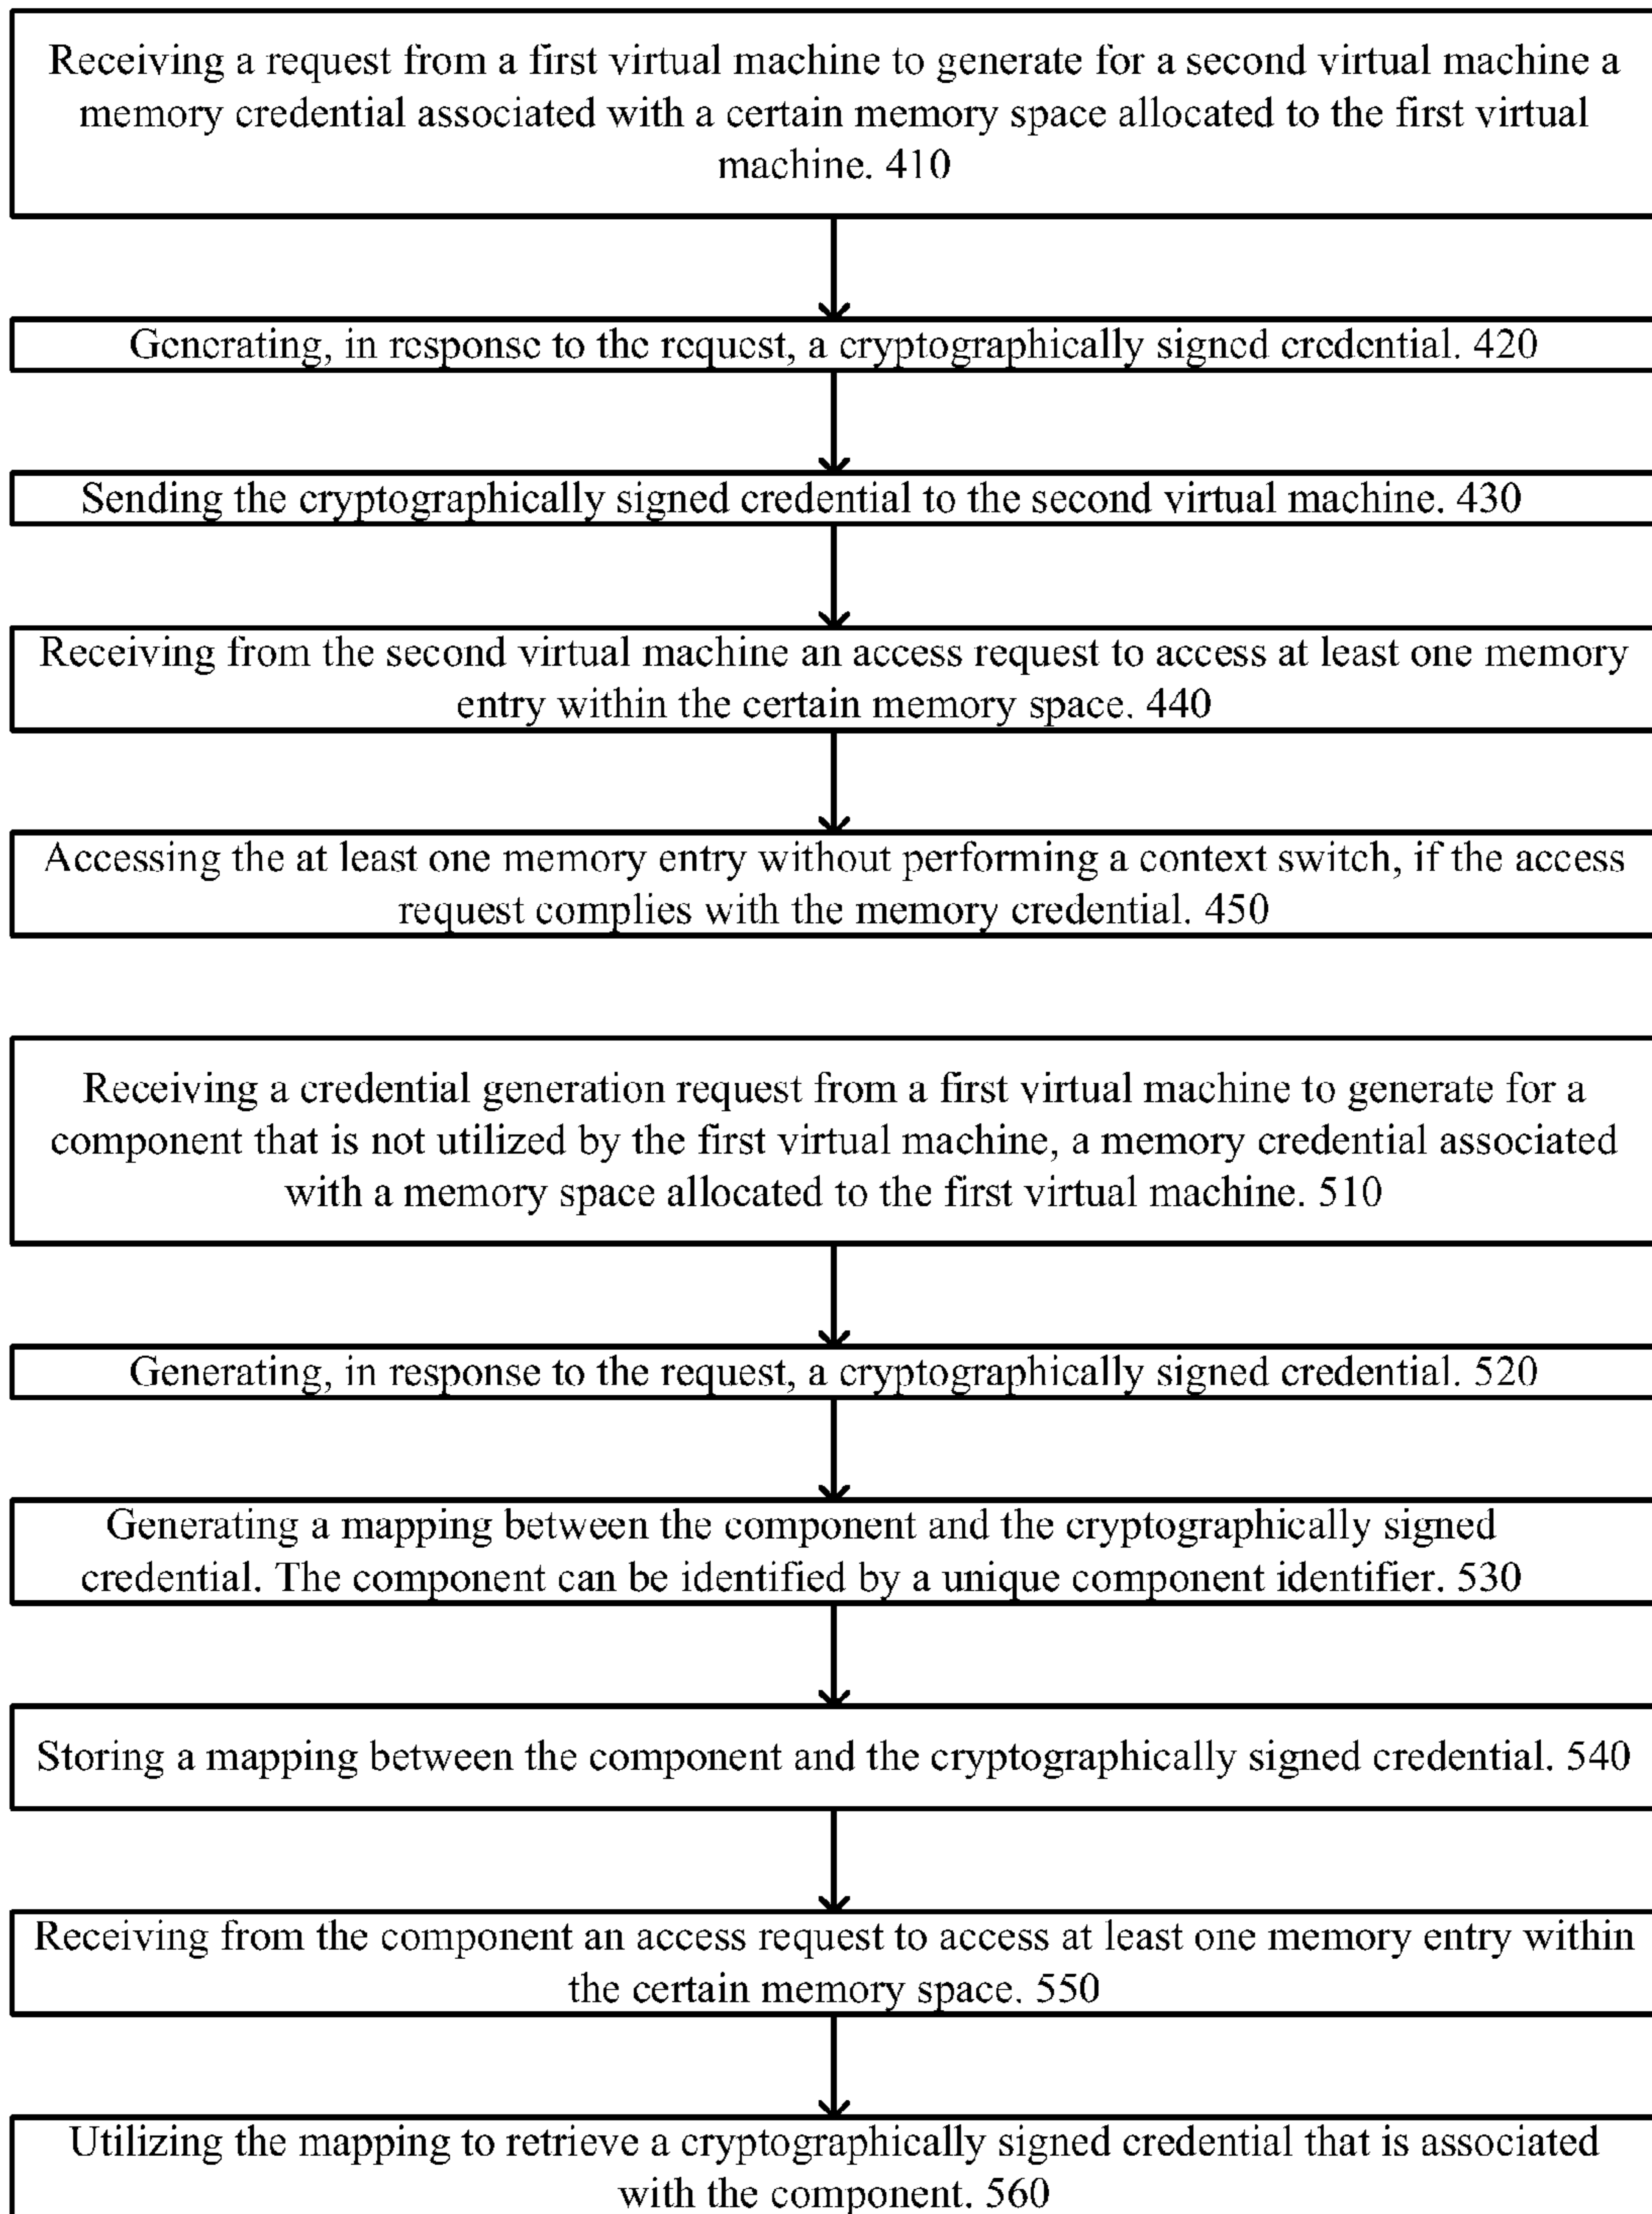 Receiving a request from a first virtual machine to generate for a second virtual machine a
memory credential associated with a certain memory space allocated to the first virtual
machine. 410
Generating, in response to the request, a cryptographically signed credential. 420
Sending the cryptographically signed credential to the second virtual machine. 430
Receiving from the second virtual machine an access request to access at least one memory
entry within the certain memory space. 440
Accessing the at least one memory entry without performing a context switch, if the access
request complies with the memory credential. 450
Receiving a credential generation request from a first virtual machine to generate for a
component that is not utilized by the first virtual machine, a memory credential associated
with a memory space allocated to the first virtual machine. 510
Generating, in response to the request, a cryptographically signed credential. 520
Generating a mapping between the component and the cryptographically signed
credential. The component can be identified by a unique component identifier. 530
Storing a mapping between the component and the cryptographically signed credential. 540
Receiving from the component an access request to access at least one memory entry within
the certain memory space. 550
Utilizing the mapping to retrieve a cryptographically signed credential that is associated
with the component. 560